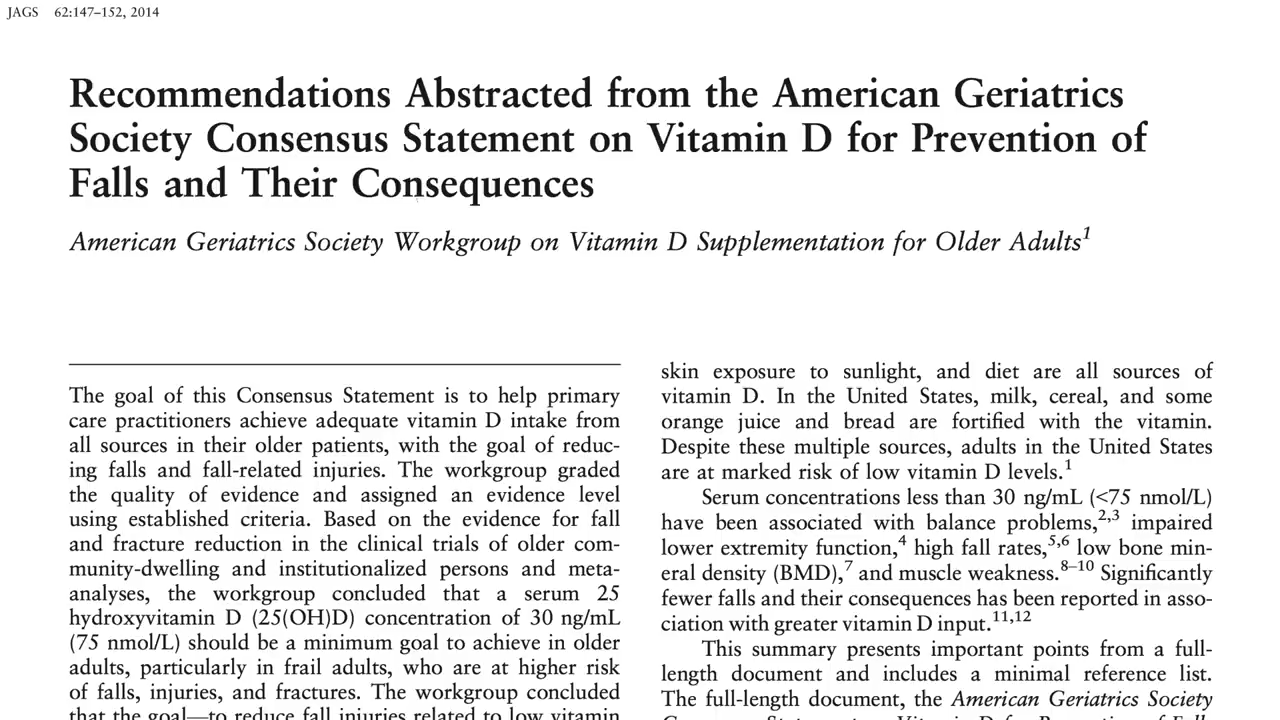 JAGS 62:147–152, 2014
Recommendations Abstracted from the American Geriatrics
Society Consensus Statement on Vitamin D for Prevention of
Falls and Their Consequences
American Geriatrics Society Workgroup on Vitamin D Supplementation for Older Adults¹
The goal of this Consensus Statement is to help primary
care practitioners achieve adequate vitamin D intake from
all sources in their older patients, with the goal of reduc-
ing falls and fall-related injuries. The workgroup graded
the quality of evidence and assigned an evidence level
using established criteria. Based on the evidence for fall
and fracture reduction in the clinical trials of older com-
munity-dwelling and institutionalized persons and meta-
analyses, the workgroup concluded that a serum 25
hydroxyvitamin D (25(OH)D) concentration of 30 ng/mL
(75 nmol/L) should be a minimum goal to achieve in older
adults, particularly in frail adults, who are at higher risk
of falls, injuries, and fractures. The workgroup concluded
that the goal—to reduce fall injuries related to low vitamin
skin exposure to sunlight, and diet are all sources of
vitamin D. In the United States, milk, cereal, and some
orange juice and bread are fortified with the vitamin.
Despite these multiple sources, adults in the United States
are at marked risk of low vitamin D levels.¹
Serum concentrations less than 30 ng/mL (<75 nmol/L)
have been associated with balance problems,²,³ impaired
lower extremity function,⁴ high fall rates,⁵,⁶ low bone min-
eral density (BMD),⁷ and muscle weakness.⁸–¹⁰ Significantly
fewer falls and their consequences has been reported in asso-
ciation with greater vitamin D input.¹¹,¹²
This summary presents important points from a full-
length document and includes a minimal reference list.
The full-length document, the American Geriatrics Society